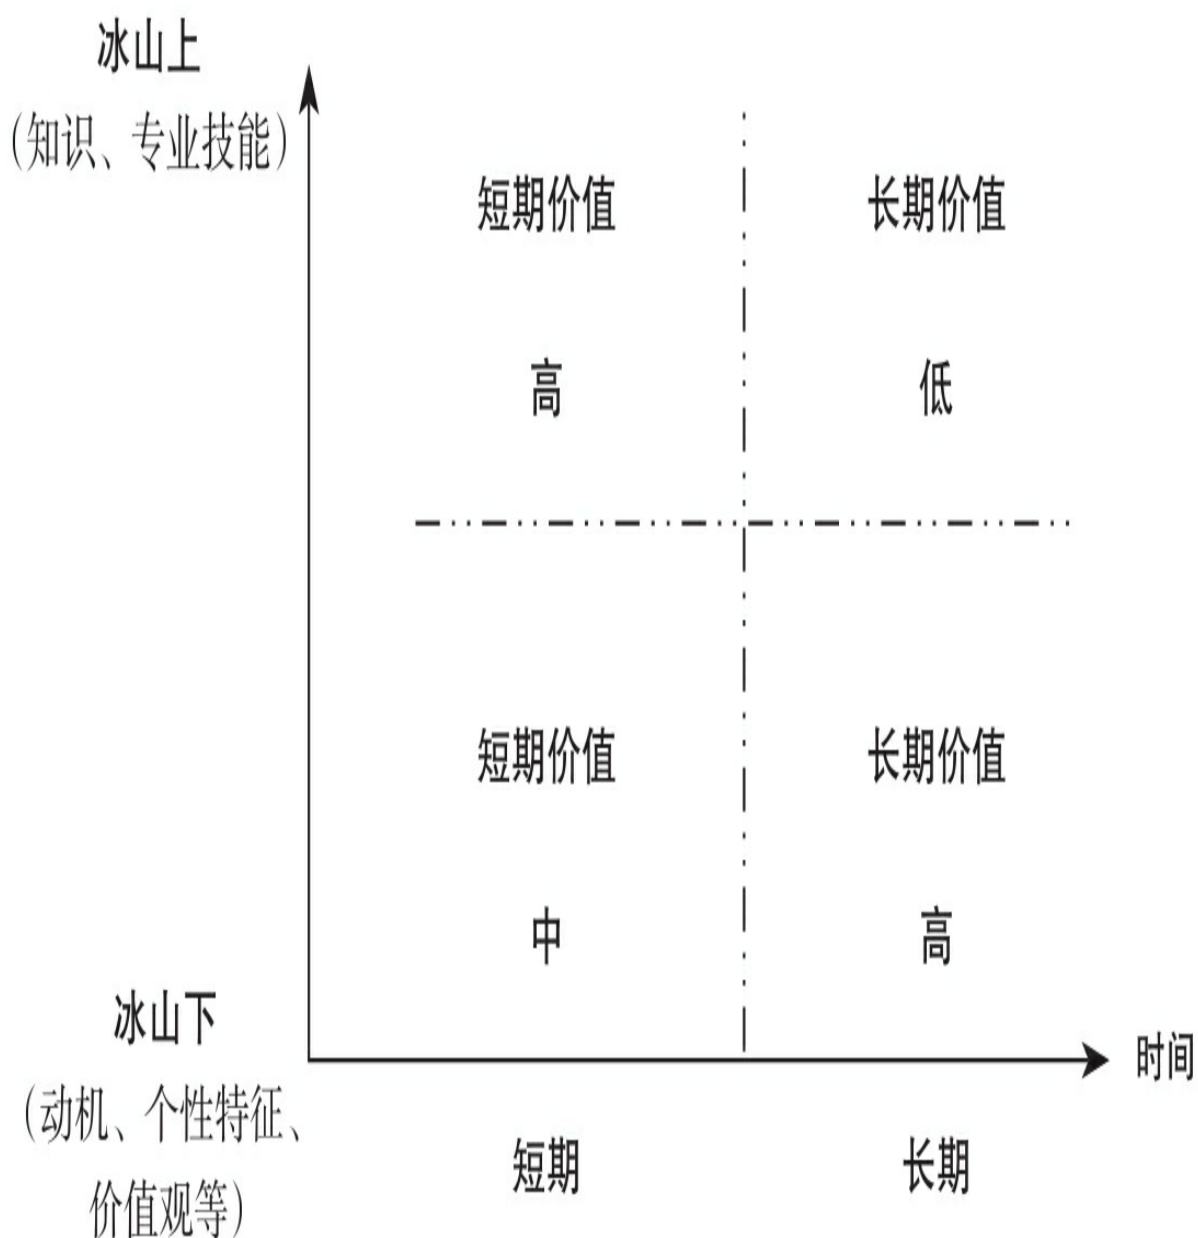 冰山上
（知识、专业技能）
短期价值
长期价值
高
低
短期价值
长期价值
中
高
冰山下
（动机、个性特征、
价值观等）
时间
短期
长期